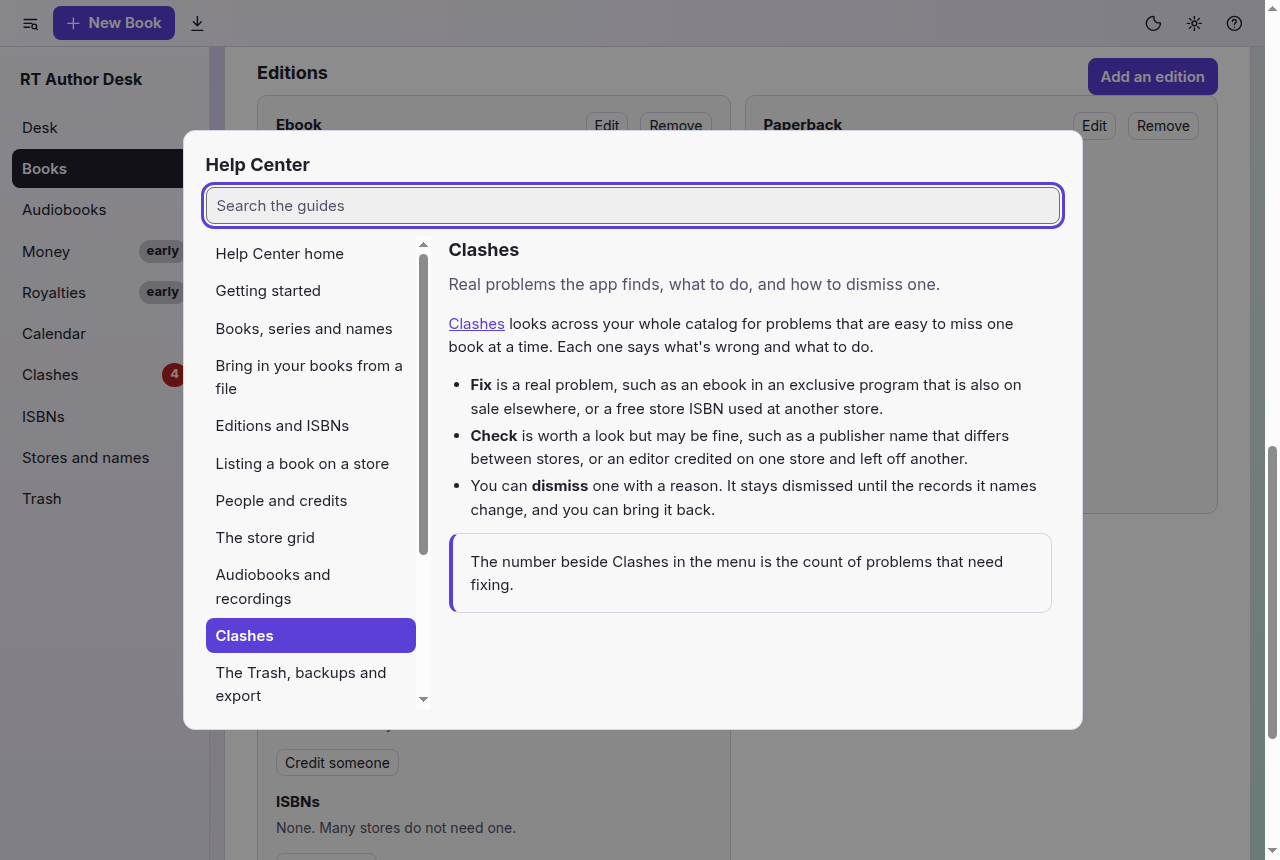 New Book
RT Author Desk
Desk
Books
Audiobooks
Money early
Royalties early
Calendar
Clashes 4
ISBNs
Stores and names
Trash
Editions
Add an edition
Ebook
Edit
Remove
Paperback
Edit
Remove
Help Center
Search the guides
Help Center home
Getting started
Books, series and names
Bring in your books from a
file
Editions and ISBNs
Listing a book on a store
People and credits
The store grid
Audiobooks and
recordings
Clashes
The Trash, backups and
export
Clashes
Real problems the app finds, what to do, and how to dismiss one.
Clashes looks across your whole catalog for problems that are easy to miss one
book at a time. Each one says what's wrong and what to do.
• Fix is a real problem, such as an ebook in an exclusive program that is also on
sale elsewhere, or a free store ISBN used at another store.
• Check is worth a look but may be fine, such as a publisher name that differs
between stores, or an editor credited on one store and left off another.
• You can dismiss one with a reason. It stays dismissed until the records it names
change, and you can bring it back.
The number beside Clashes in the menu is the count of problems that need
fixing.
Credit someone
ISBNs
None. Many stores do not need one.